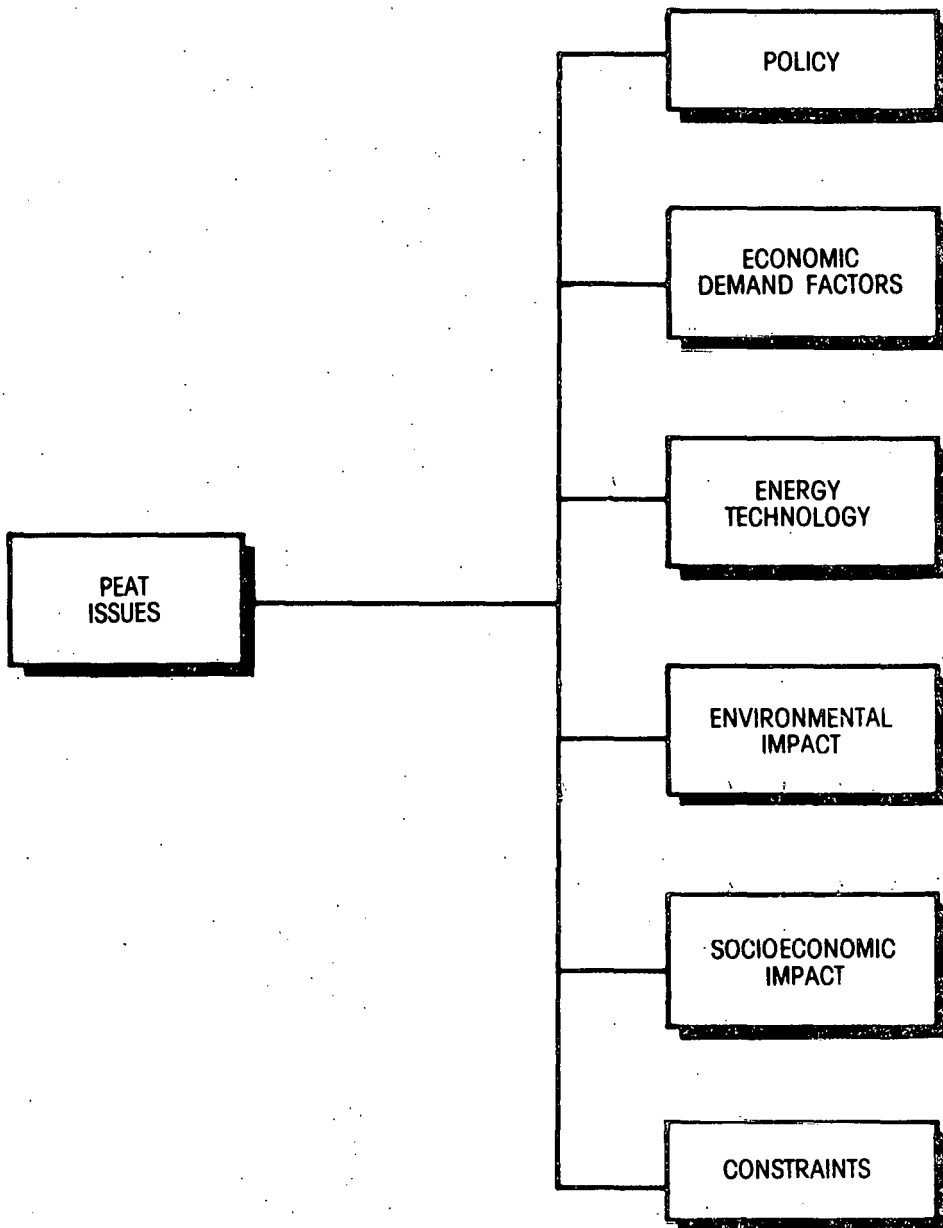 POLICY
ECONOMIC
DEMAND FACTORS
ENERGY
TECHNOLOGY
PEAT
ISSUES
ENVIRONMENTAL
IMPACT
SOCIOECONOMIC
IMPACT
CONSTRAINTS